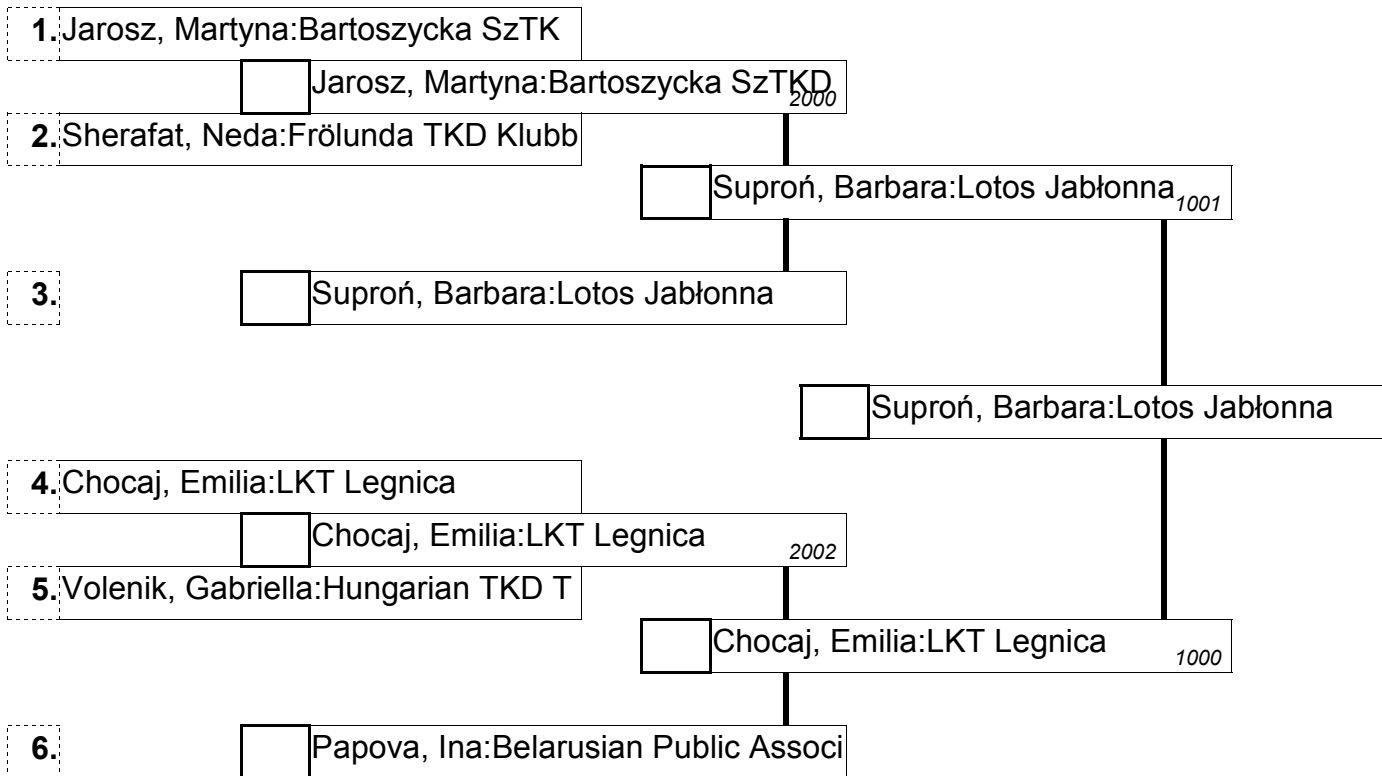 1. Jarosz, Martyna:Bartoszycka SzTK
Jarosz, Martyna:Bartoszycka SzTKD
2000
2. Sherafat, Neda:Frölunda TKD Klubb
Suproń, Barbara:Lotos Jabłonna
1001
3. Suproń, Barbara:Lotos Jabłonna
Suproń, Barbara:Lotos Jabłonna
4. Chocaj, Emilia:LKT Legnica
Chocaj, Emilia:LKT Legnica
2002
5. Volenik, Gabriella:Hungarian TKD T
Chocaj, Emilia:LKT Legnica
1000
6. Papova, Ina:Belarusian Public Associ